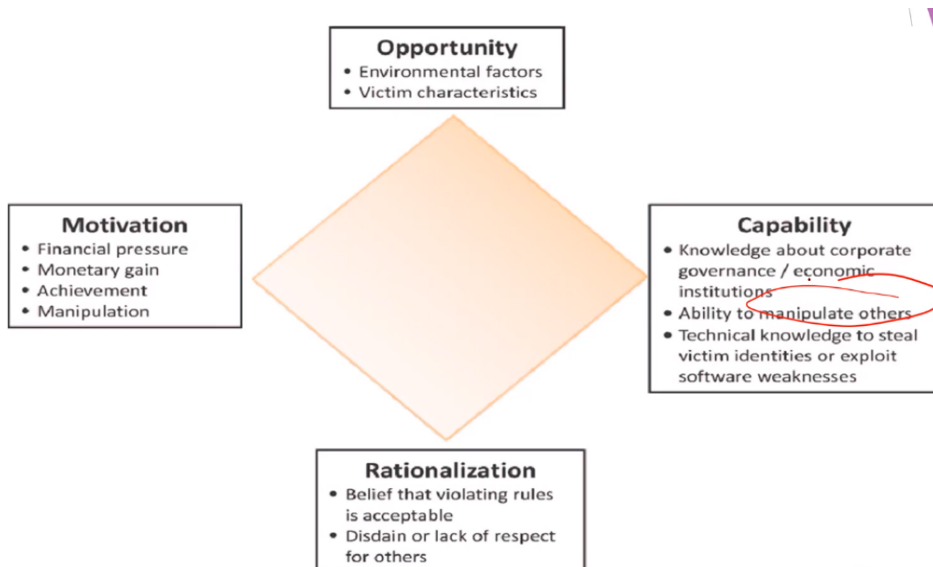 Opportunity
• Environmental factors
• Victim characteristics
Motivation
• Financial pressure
• Monetary gain
• Achievement
• Manipulation
Capability
• Knowledge about corporate
governance / economic
institutions
• Ability to manipulate others
• Technical knowledge to steal
victim identities or exploit
software weaknesses
Rationalization
• Belief that violating rules
is acceptable
• Disdain or lack of respect
for others